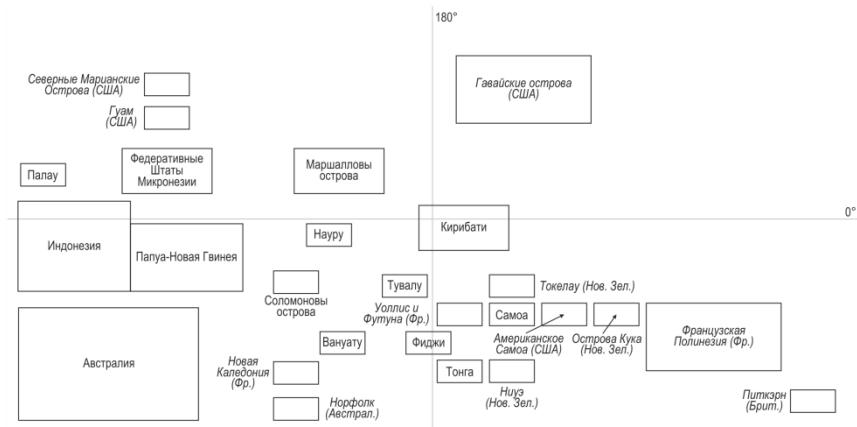 180°
Северные Марианские
Острова (США)
Гавайские острова
(США)
Гуам
(США)
Федеративные
Штаты
Микронезии
Маршалловы
острова
Палау
0°
Индонезия
Папуа-Новая Гвинея
Науру
Кирибати
Соломоновы
острова
Тувалу
Токелау (Нов. Зел.)
Уоллис и
Футуна (Фр.)
Самоа
Американское
Самоа (США)
Острова Кука
(Нов. Зел.)
Французская
Полинезия (Фр.)
Австралия
Вануату
Фиджи
Новая
Каледония
(Фр.)
Тонга
Ниуэ
(Нов. Зел.)
Норфолк
(Австрал.)
Питкэрн
(Брит.)